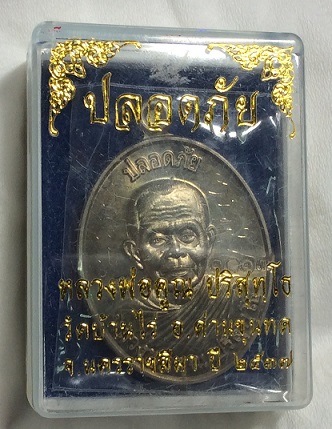 ปลอดภัย
ปลอดภัย
หลวงพ่อคูณ ปริสุทฺโธ
วัดบ้านไร่ อ.ด่านขุนทด
จ.นครราชสีมา ปี ๒๕๓๗